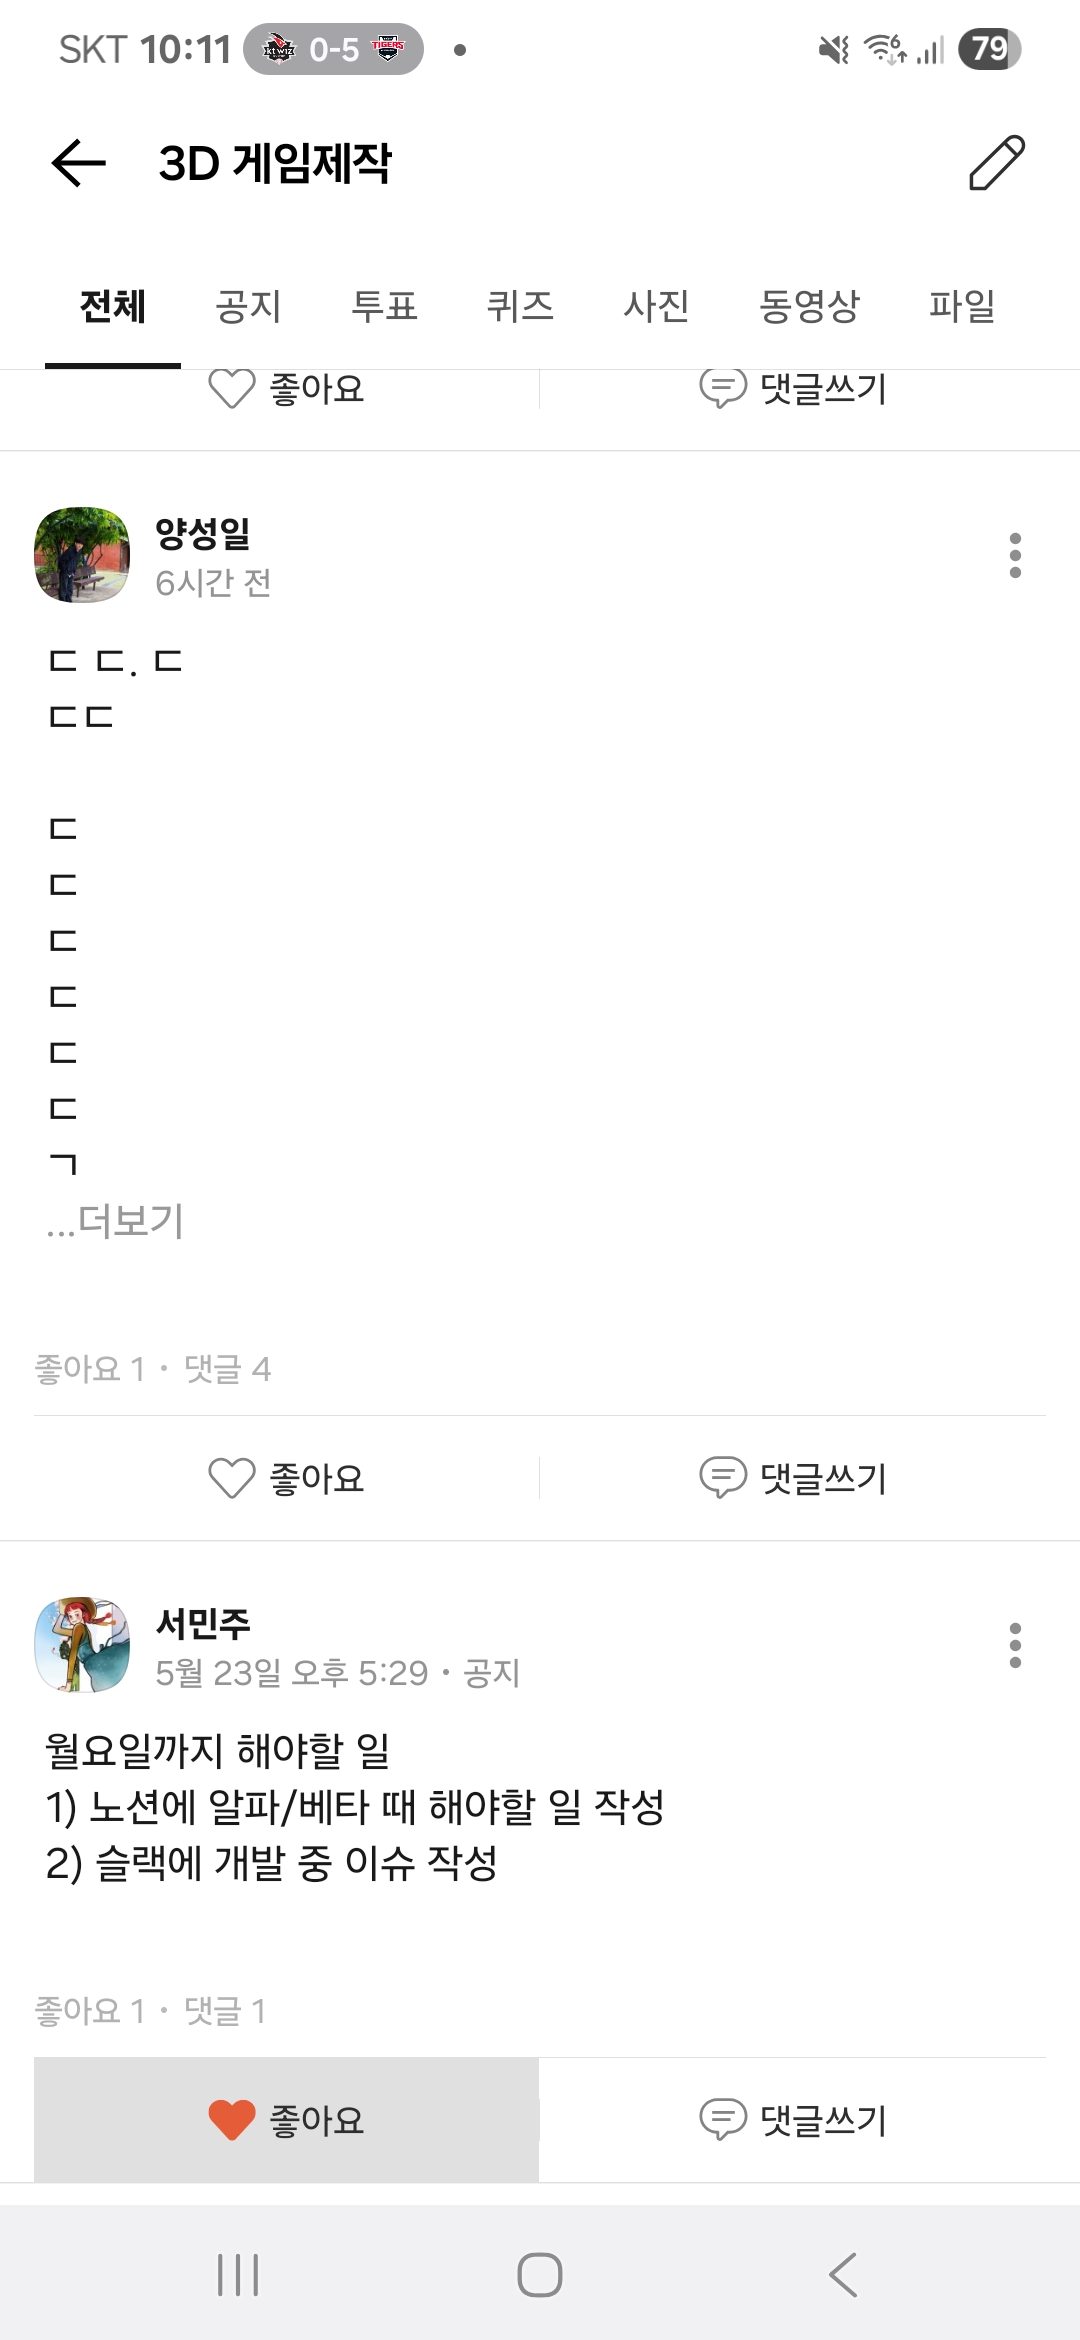 SKT 10:11 kt wiz 0-5 TIGERS 6 79
3D 게임제작
전체 공지 투표 퀴즈 사진 동영상 파일
좋아요 댓글쓰기
양성일
6시간 전
ㄷ ㄷ. ㄷ
ㄷㄷ
ㄷ
ㄷ
ㄷ
ㄷ
ㄷ
ㄷ
ㄱ
...더보기
좋아요 1 • 댓글 4
좋아요 댓글쓰기
서민주
5월 23일 오후 5:29 • 공지
월요일까지 해야할 일
1) 노션에 알파/베타 때 해야할 일 작성
2) 슬랙에 개발 중 이슈 작성
좋아요 1 • 댓글 1
좋아요 댓글쓰기